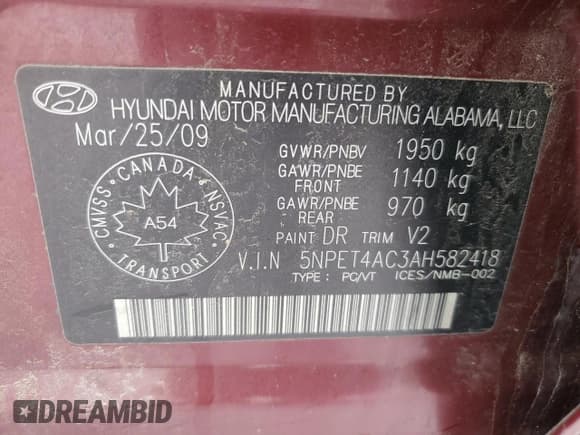 MANUFACTURED BY
HYUNDAI MOTOR MANUFACTURING ALABAMA, LLC
Mar/25/09
GVWR/PNBV 1950 kg
GAWR/PNBE FRONT 1140 kg
GAWR/PNBE REAR 970 kg
PAINT DR TRIM V2
V.I.N 5NPET4AC3AH582418
TYPE: PC/VT ICES/NMB-002
CMVSS · CANADA · NSVAC
A54
TRANSPORT
DREAMBID